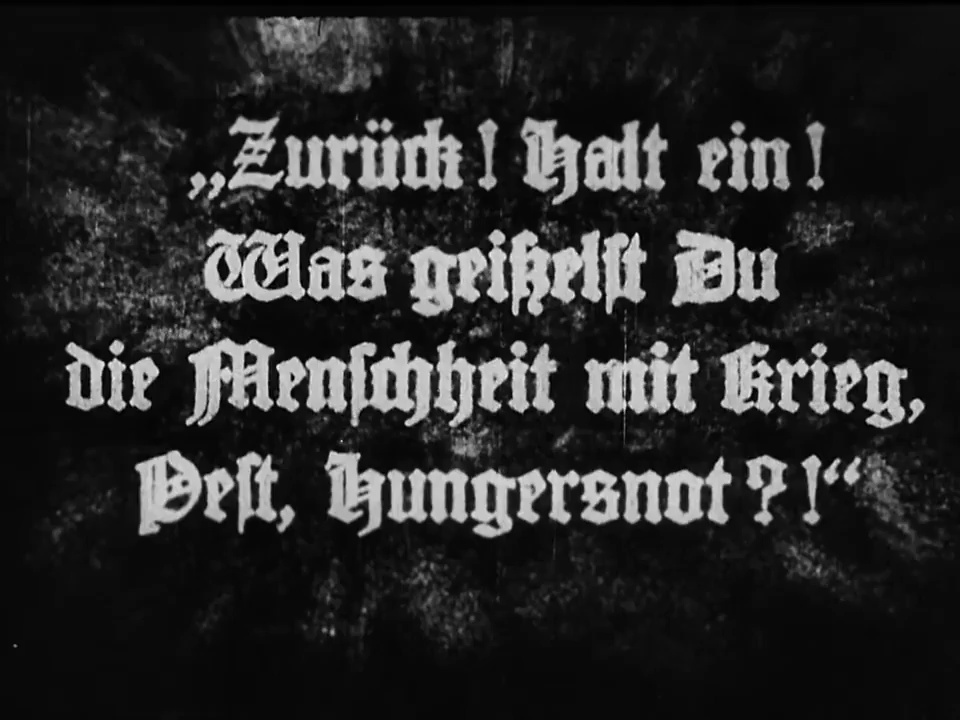 „Zurück! Halt ein!
Was geißelst Du
die Menschheit mit Krieg,
Pest, Hungersnot?!“